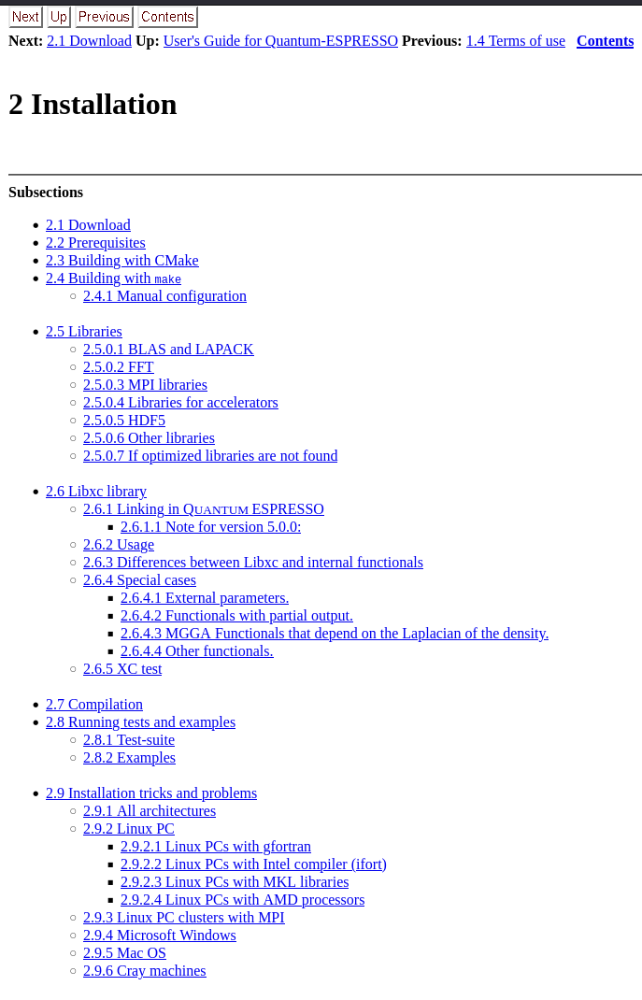 Next Up Previous Contents
Next: 2.1 Download Up: User's Guide for Quantum-ESPRESSO Previous: 1.4 Terms of use Contents
2 Installation
Subsections
2.1 Download
2.2 Prerequisites
2.3 Building with CMake
2.4 Building with make
2.4.1 Manual configuration
2.5 Libraries
2.5.0.1 BLAS and LAPACK
2.5.0.2 FFT
2.5.0.3 MPI libraries
2.5.0.4 Libraries for accelerators
2.5.0.5 HDF5
2.5.0.6 Other libraries
2.5.0.7 If optimized libraries are not found
2.6 Libxc library
2.6.1 Linking in QUANTUM ESPRESSO
2.6.1.1 Note for version 5.0.0:
2.6.2 Usage
2.6.3 Differences between Libxc and internal functionals
2.6.4 Special cases
2.6.4.1 External parameters.
2.6.4.2 Functionals with partial output.
2.6.4.3 MGGA Functionals that depend on the Laplacian of the density.
2.6.4.4 Other functionals.
2.6.5 XC test
2.7 Compilation
2.8 Running tests and examples
2.8.1 Test-suite
2.8.2 Examples
2.9 Installation tricks and problems
2.9.1 All architectures
2.9.2 Linux PC
2.9.2.1 Linux PCs with gfortran
2.9.2.2 Linux PCs with Intel compiler (ifort)
2.9.2.3 Linux PCs with MKL libraries
2.9.2.4 Linux PCs with AMD processors
2.9.3 Linux PC clusters with MPI
2.9.4 Microsoft Windows
2.9.5 Mac OS
2.9.6 Cray machines